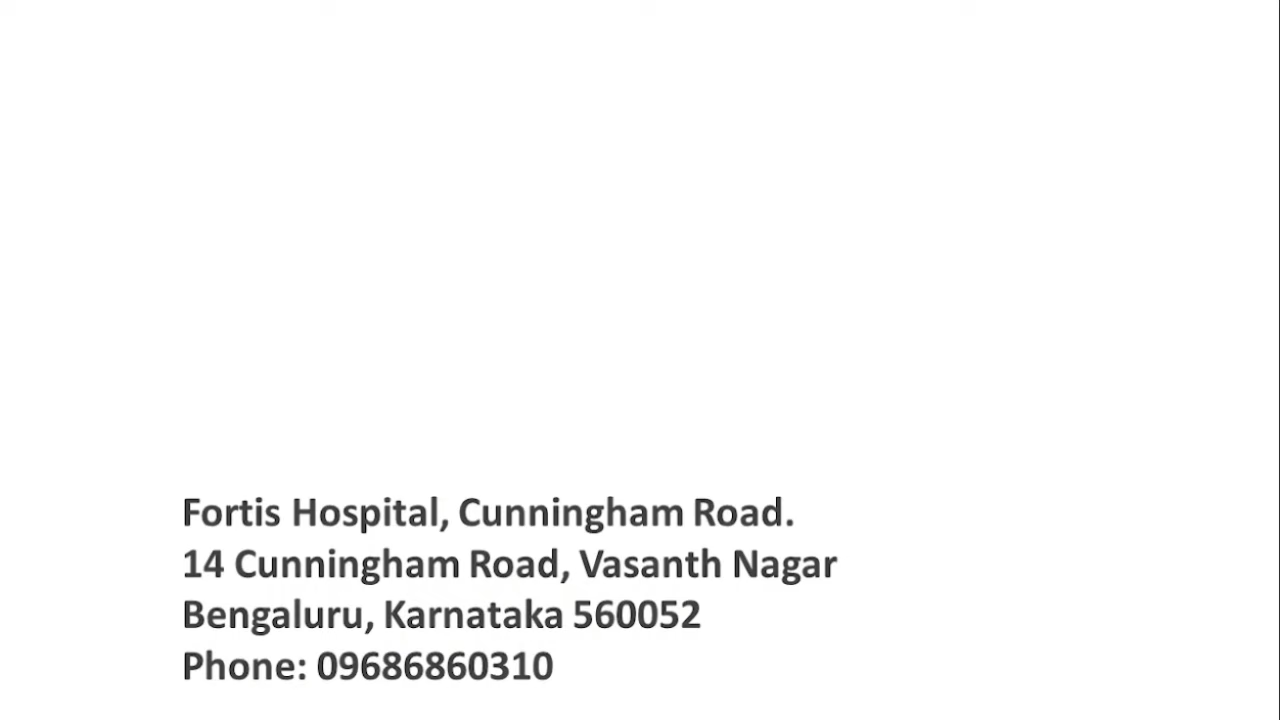 Fortis Hospital, Cunningham Road.
14 Cunningham Road, Vasanth Nagar
Bengaluru, Karnataka 560052
Phone: 09686860310